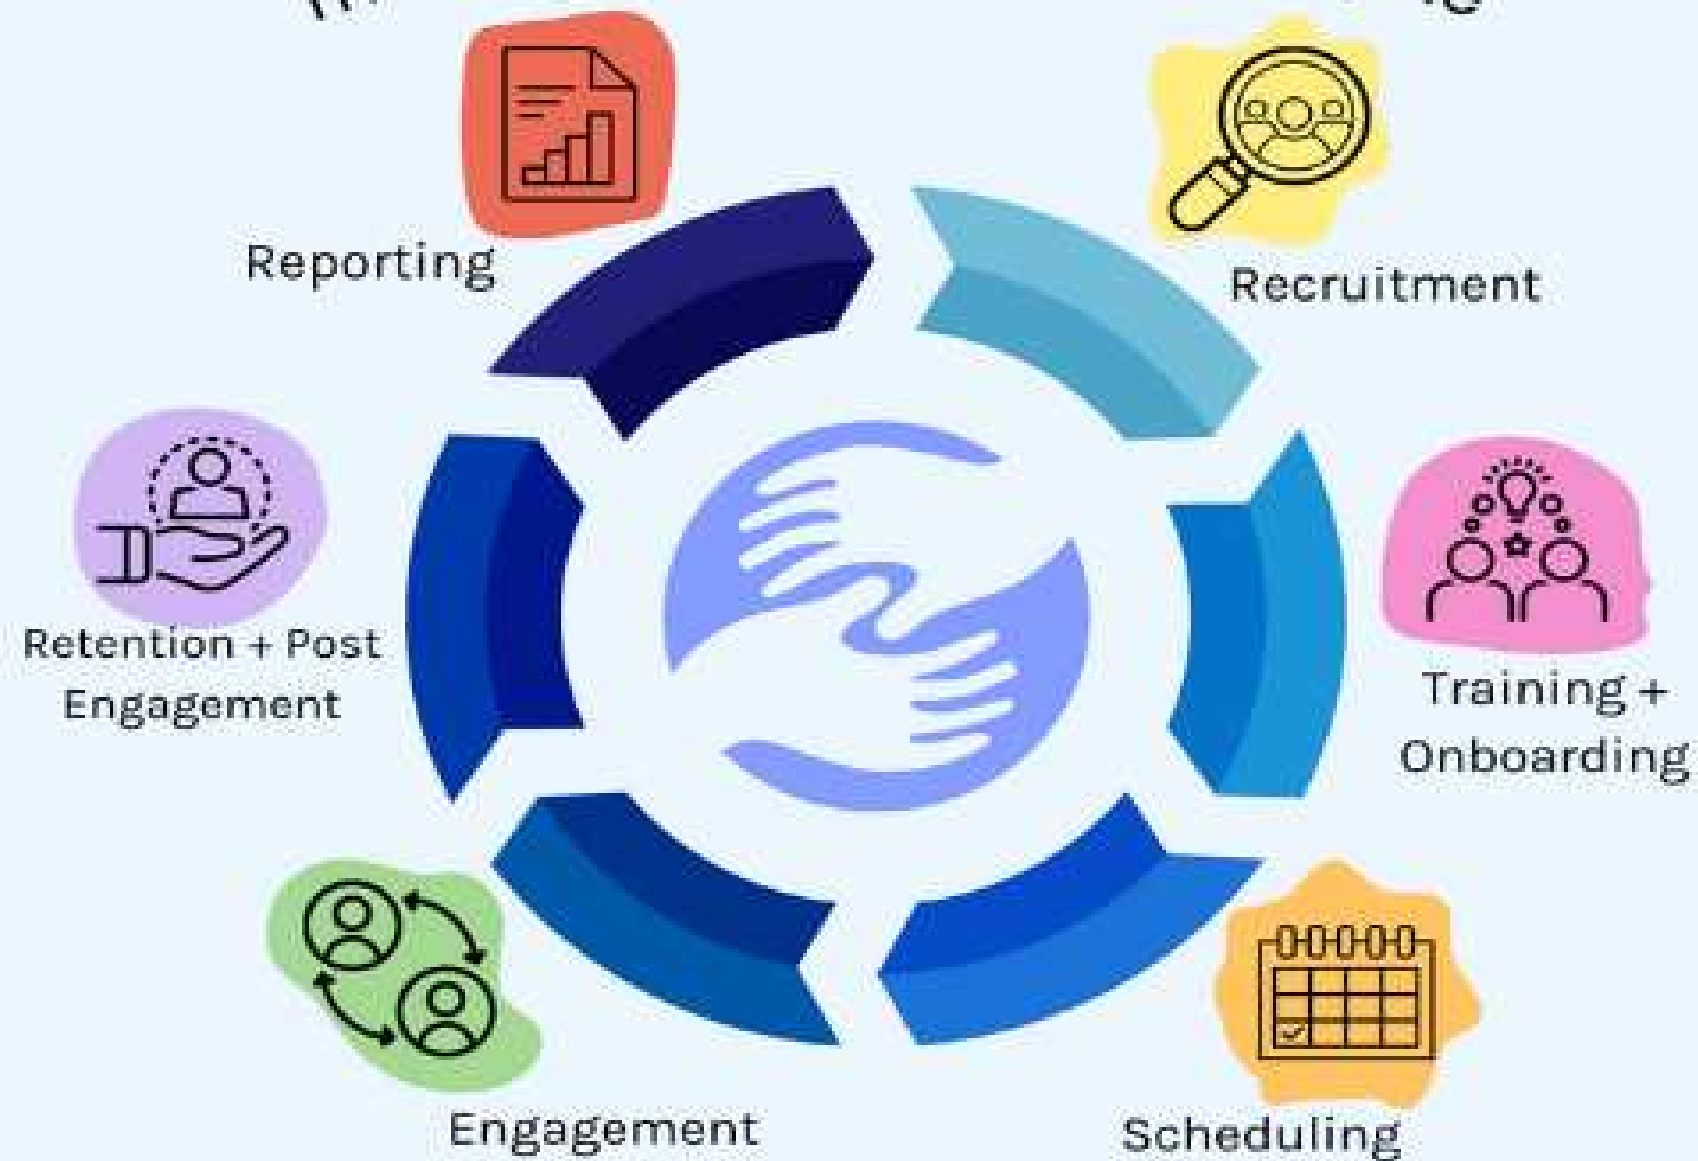 Reporting
Recruitment
Retention + Post
Engagement
Training +
Onboarding
Engagement
Scheduling